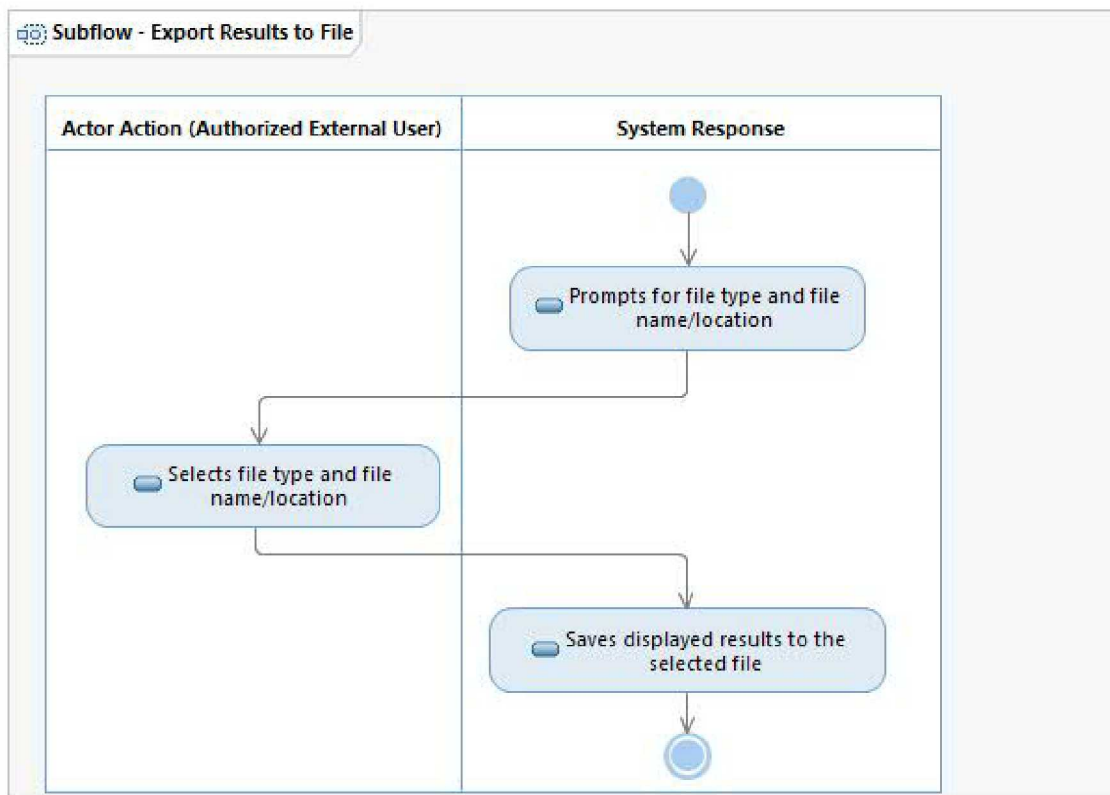 Subflow - Export Results to File
Actor Action (Authorized External User)
System Response
Prompts for file type and file
name/location
Selects file type and file
name/location
Saves displayed results to the
selected file